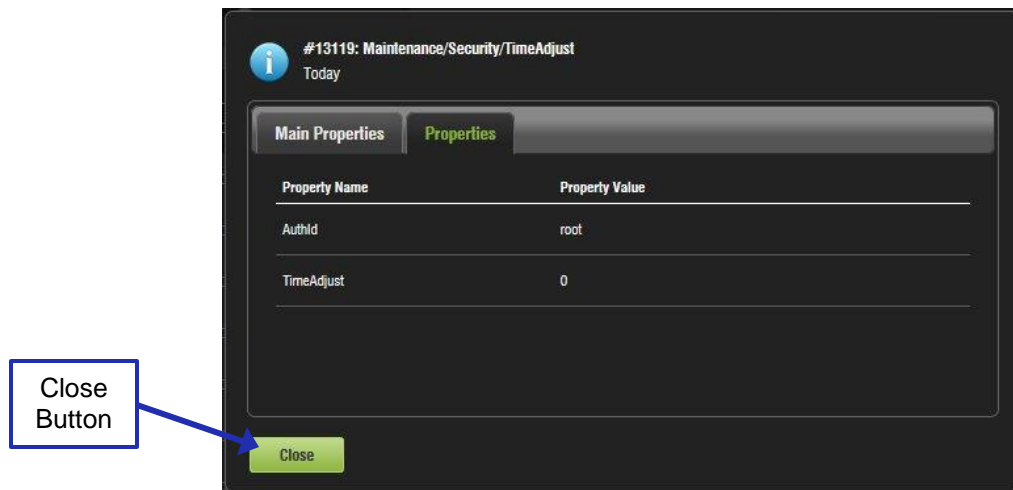 #13119: Maintenance/Security/TimeAdjust
Today
Main Properties Properties
Property Name Property Value
AuthId root
TimeAdjust 0
Close
Button
Close